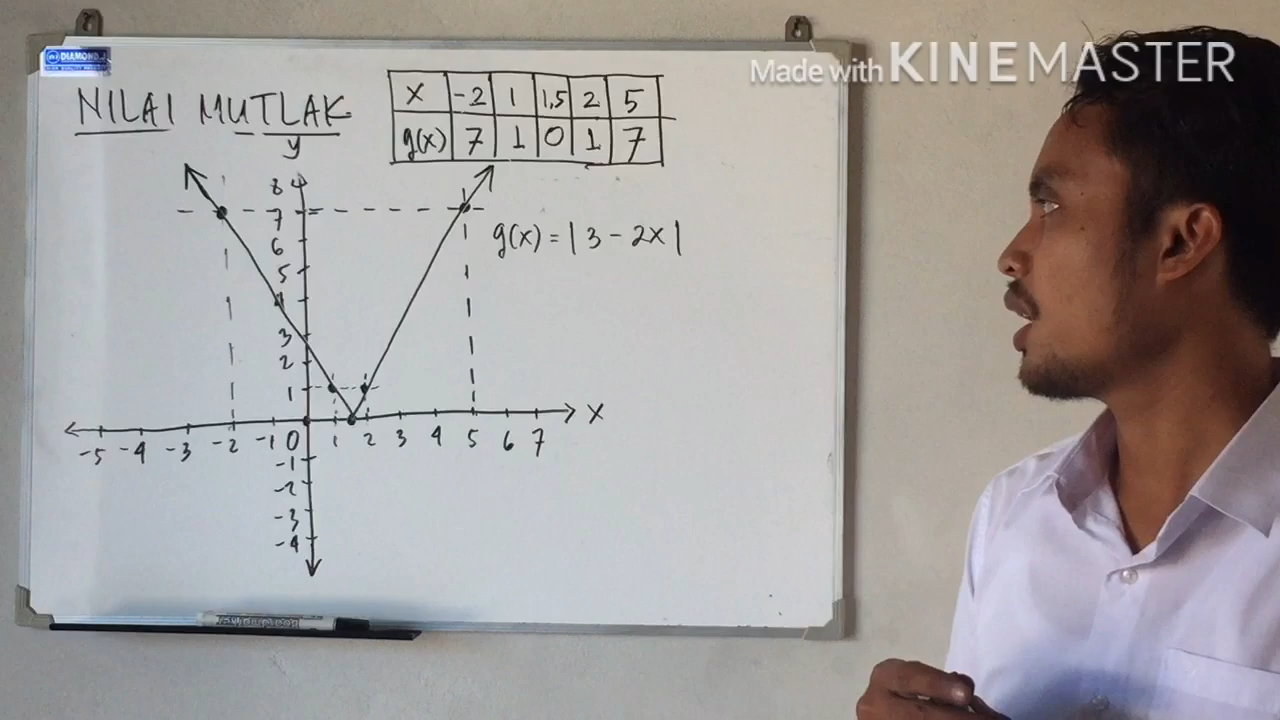 Made with KINEMASTER
DIAMOND
NILAI MUTLAK
x -2 1 1,5 2 5
g(x) 7 1 0 1 7
g(x) = | 3 - 2x |
y
8
7
6
5
4
3
2
1
-5 -4 -3 -2 -1 0 1 2 3 4 5 6 7 x
-1
-2
-3
-4